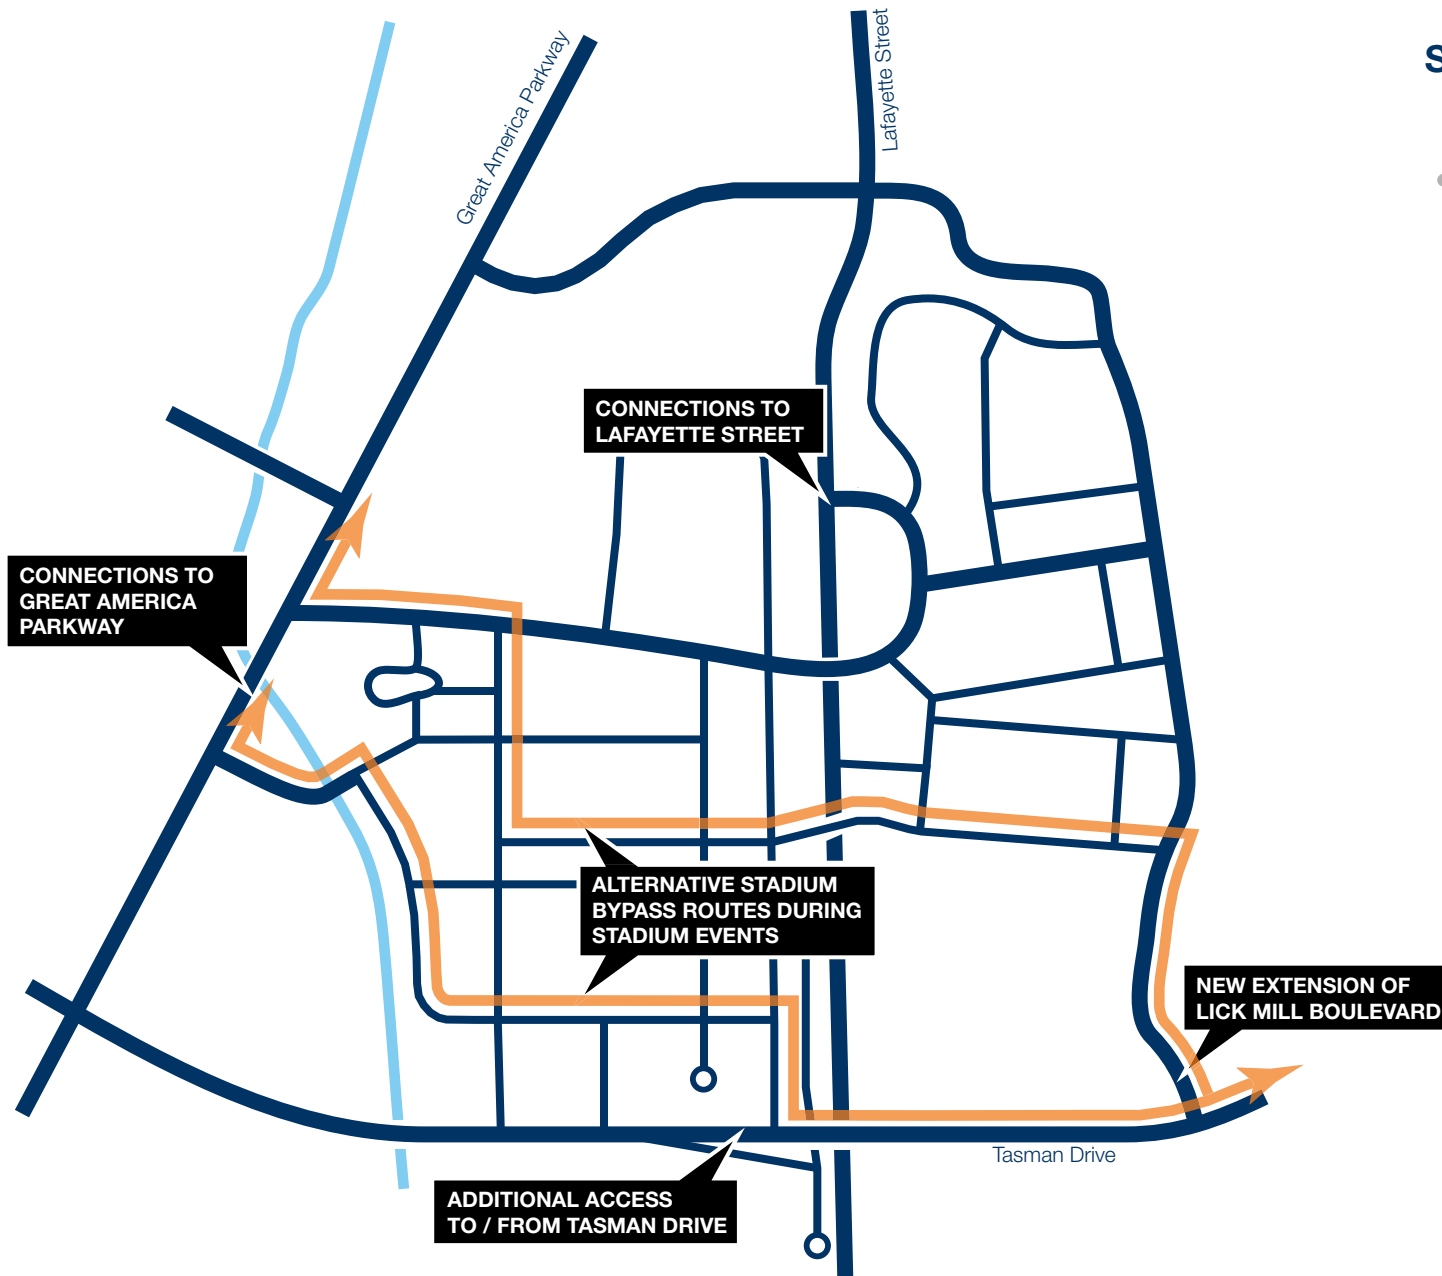 Great America Parkway
Lafayette Street
S
CONNECTIONS TO
LAFAYETTE STREET
CONNECTIONS TO
GREAT AMERICA
PARKWAY
ALTERNATIVE STADIUM
BYPASS ROUTES DURING
STADIUM EVENTS
NEW EXTENSION OF
LICK MILL BOULEVARD
Tasman Drive
ADDITIONAL ACCESS
TO / FROM TASMAN DRIVE